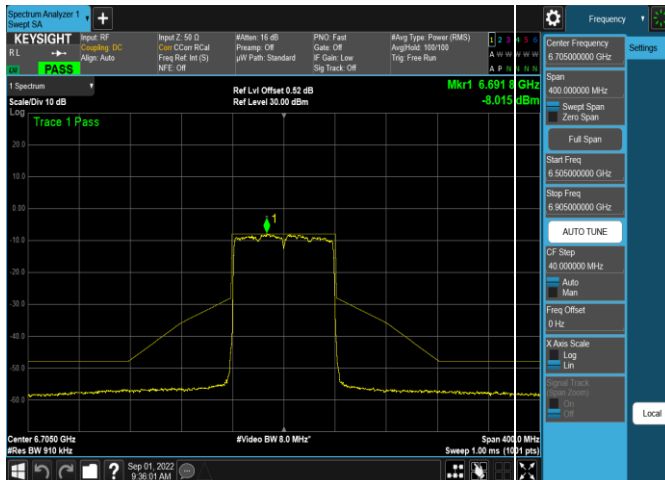 Spectrum Analyzer 1
Swept SA
Frequency
KEYSIGHT
Input: RF
Input Z: 50 Ω
#Atten: 16 dB
PNO: Fast
#Avg Type: Power (RMS)
1 2 3 4 5 6
RL
Coupling: DC
Corr CCorr RCal
Preamp: Off
Gate: Off
Avg|Hold: 100/100
A W W W W W
Align: Auto
Freq Ref: Int (S)
µW Path: Standard
IF Gain: Low
Trig: Free Run
NFE: Off
Sig Track: Off
A P N N N N
PASS
1 Spectrum
Scale/Div 10 dB
Ref Lvl Offset 0.52 dB
Ref Level 30.00 dBm
Mkr1 6.691 8 GHz
-8.015 dBm
Log
Trace 1 Pass
1
20.0
10.0
0.00
-10.0
-20.0
-30.0
-40.0
-50.0
-60.0
Center 6.7050 GHz
#Video BW 8.0 MHz*
Span 400.0 MHz
#Res BW 910 kHz
Sweep 1.00 ms (1001 pts)
Sep 01, 2022
9:36:01 AM
Center Frequency
6.705000000 GHz
Settings
Span
400.000000 MHz
Swept Span
Zero Span
Full Span
Start Freq
6.505000000 GHz
Stop Freq
6.905000000 GHz
AUTO TUNE
CF Step
40.000000 MHz
Auto
Man
Freq Offset
0 Hz
X Axis Scale
Log
Lin
Signal Track
(Span Zoom)
On
Off
Local